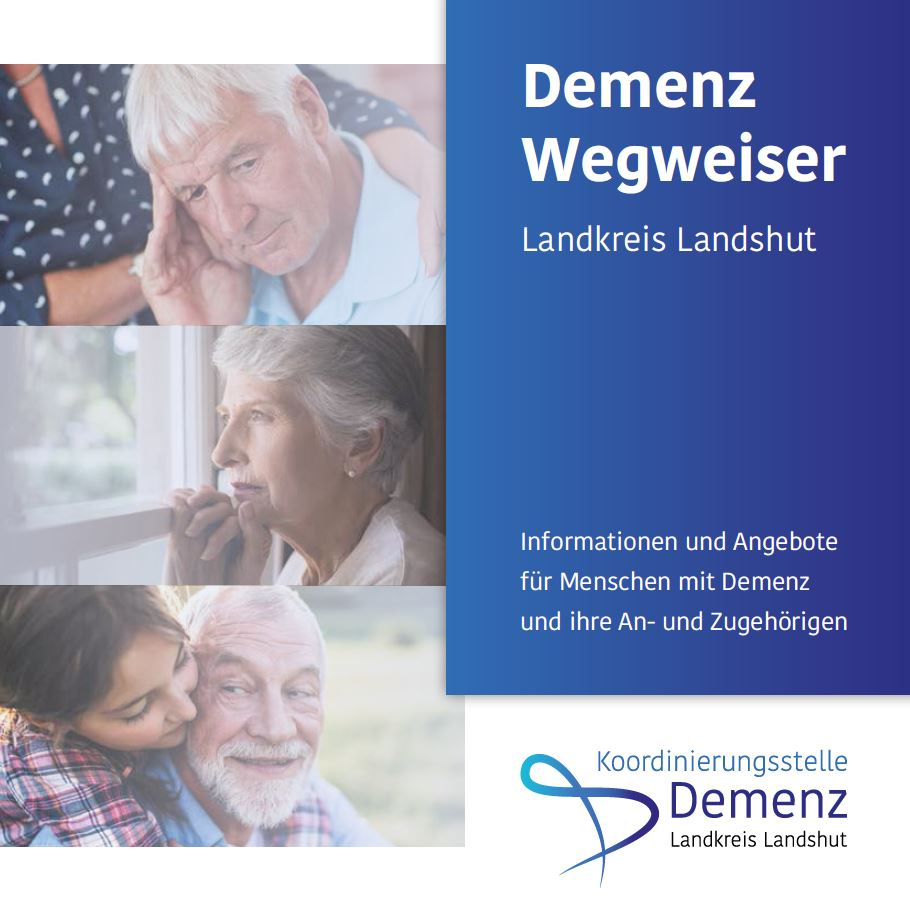 Demenz
Wegweiser
Landkreis Landshut
Informationen und Angebote
für Menschen mit Demenz
und ihre An- und Zugehörigen
Koordinierungsstelle
Demenz
Landkreis Landshut